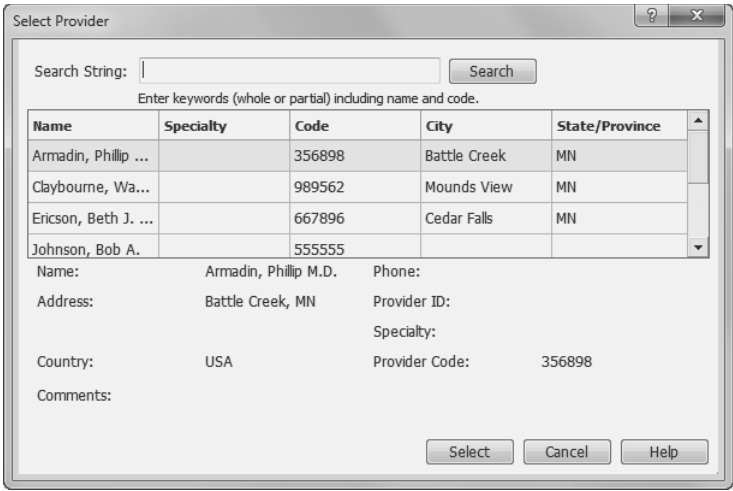 Select Provider
Search String: Search
Enter keywords (whole or partial) including name and code.
Name Specialty Code City State/Province
Armadin, Phillip ... 356898 Battle Creek MN
Claybourne, Wa... 989562 Mounds View MN
Ericson, Beth J. ... 667896 Cedar Falls MN
Johnson, Bob A. 555555
Name: Armadin, Phillip M.D. Phone:
Address: Battle Creek, MN Provider ID:
Specialty:
Country: USA Provider Code: 356898
Comments:
Select Cancel Help